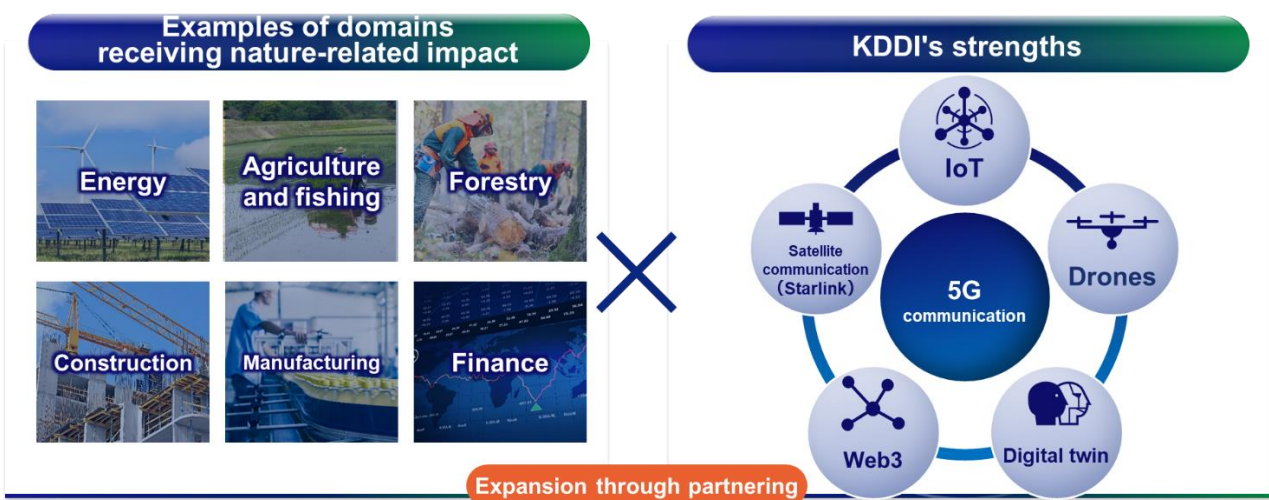 Examples of domains
receiving nature-related impact
Energy
Agriculture
and fishing
Forestry
Construction
Manufacturing
Finance
KDDI's strengths
IoT
Satellite
communication
(Starlink)
Drones
5G
communication
Web3
Digital twin
Expansion through partnering